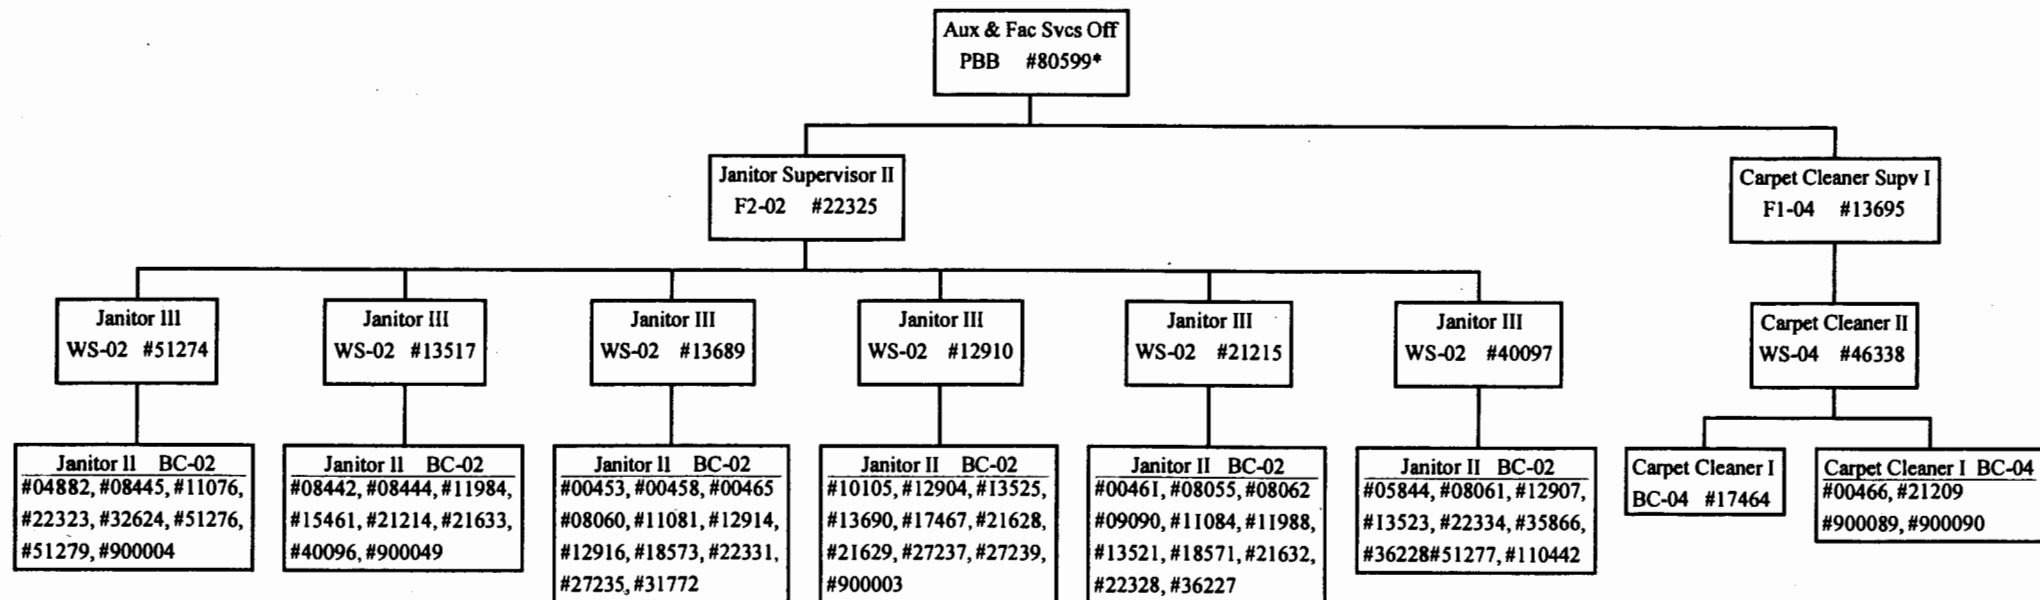 Aux & Fac Svcs Off
PBB #80599*
Janitor Supervisor II
F2-02 #22325
Carpet Cleaner Supv I
F1-04 #13695
Janitor III
WS-02 #51274
Janitor III
WS-02 #13517
Janitor III
WS-02 #13689
Janitor III
WS-02 #12910
Janitor III
WS-02 #21215
Janitor III
WS-02 #40097
Carpet Cleaner II
WS-04 #46338
Janitor II BC-02
#04882, #08445, #11076,
#22323, #32624, #51276,
#51279, #900004
Janitor II BC-02
#08442, #08444, #11984,
#15461, #21214, #21633,
#40096, #900049
Janitor II BC-02
#00453, #00458, #00465
#08060, #11081, #12914,
#12916, #18573, #22331,
#27235, #31772
Janitor II BC-02
#10105, #12904, #13525,
#13690, #17467, #21628,
#21629, #27237, #27239,
#900003
Janitor II BC-02
#00461, #08055, #08062
#09090, #11084, #11988,
#13521, #18571, #21632,
#22328, #36227
Janitor II BC-02
#05844, #08061, #12907,
#13523, #22334, #35866,
#36228#51277, #110442
Carpet Cleaner I
BC-04 #17464
Carpet Cleaner I BC-04
#00466, #21209
#900089, #900090